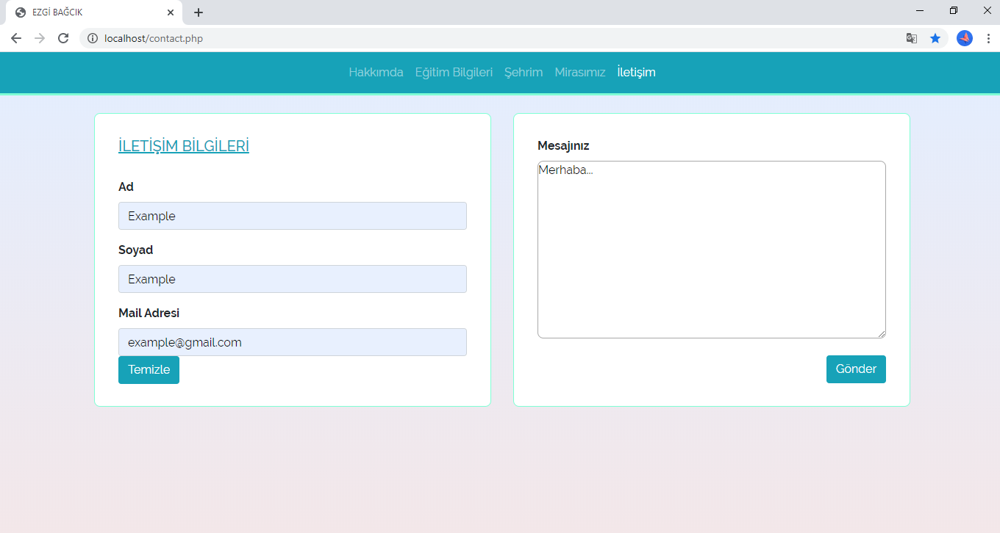 EZGİ BAĞCIK
localhost/contact.php
Hakkımda Eğitim Bilgileri Şehrim Mirasımız İletişim
İLETİŞİM BİLGİLERİ
Ad
Example
Soyad
Example
Mail Adresi
example@gmail.com
Temizle
Mesajınız
Merhaba...
Gönder